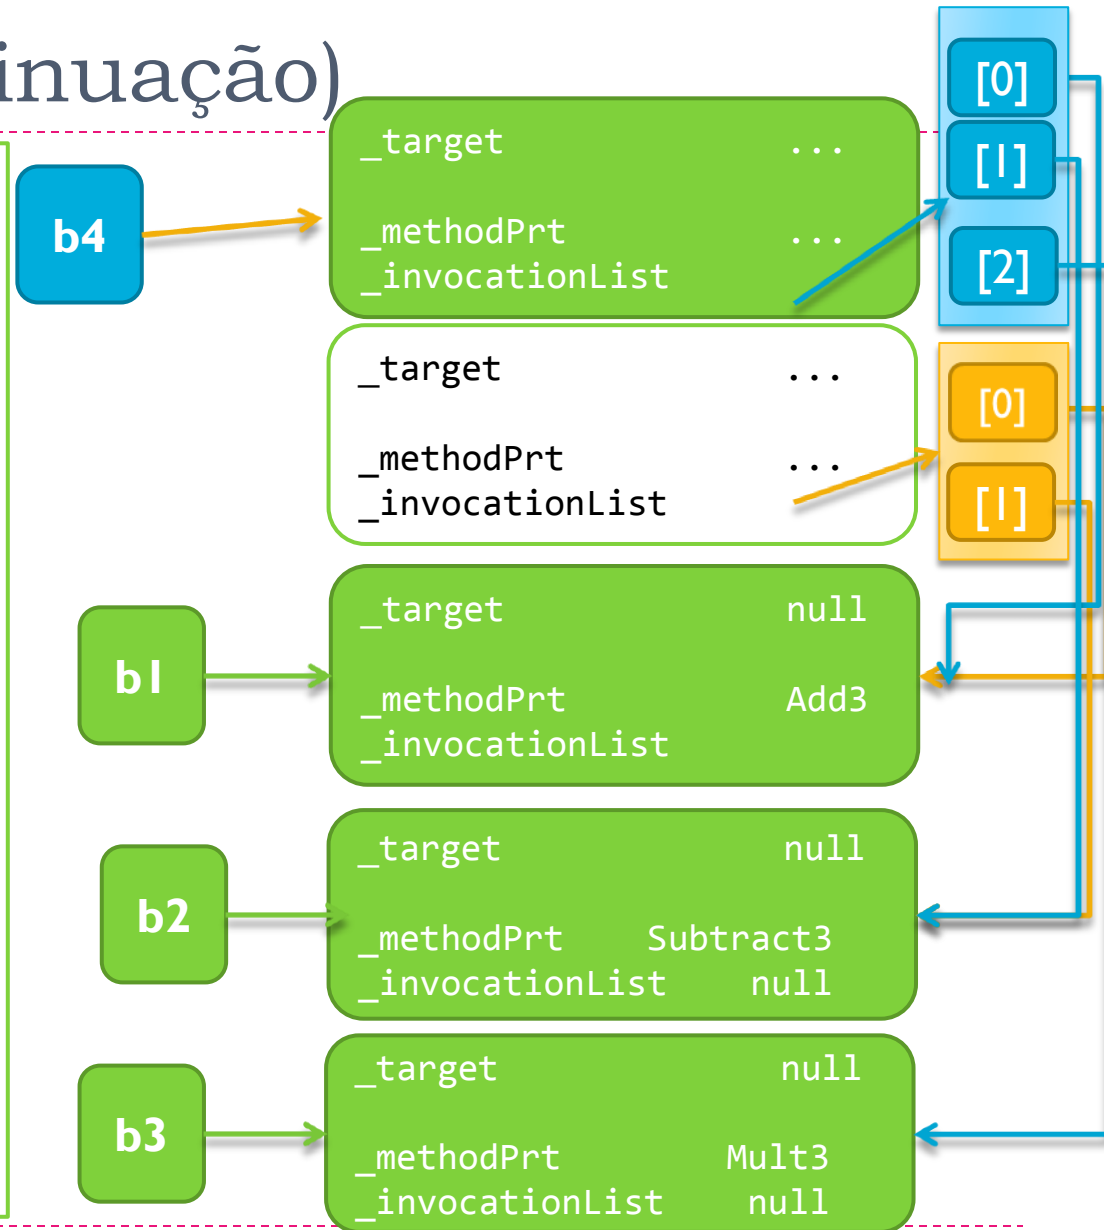 inuação)
[0]
_target ...
[1]
b4
_methodPrt ...
_invocationList
[2]
_target ...
[0]
_methodPrt ...
_invocationList
[1]
_target null
b1
_methodPrt Add3
_invocationList
_target null
b2
_methodPrt Subtract3
_invocationList null
_target null
b3
_methodPrt Mult3
_invocationList null